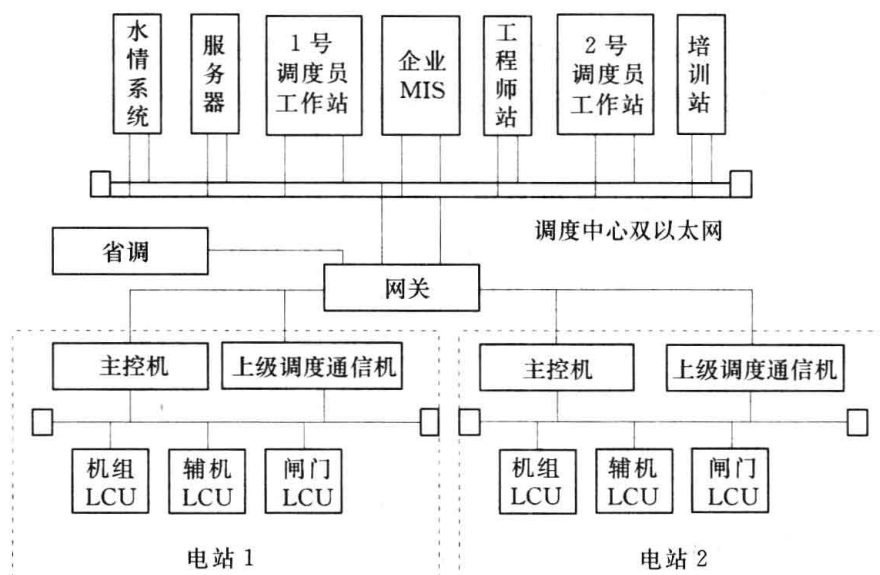 水情系统
服务器
1号
调度员
工作站
企业
MIS
工程师站
2号
调度员
工作站
培训站
调度中心双以太网
省调
网关
主控机
上级调度通信机
主控机
上级调度通信机
机组
LCU
辅机
LCU
闸门
LCU
机组
LCU
辅机
LCU
闸门
LCU
电站1
电站2